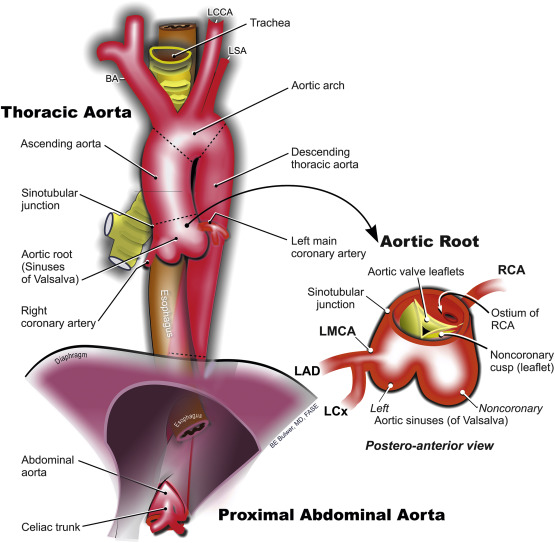 LCCA
Trachea
LSA
BA
Aortic arch
Thoracic Aorta
Ascending aorta
Descending
thoracic aorta
Sinotubular
junction
Aortic root
(Sinuses
of Valsalva)
Left main
coronary artery
Right
coronary artery
Esophagus
Aortic Root
Aortic valve leaflets
RCA
Sinotubular
junction
Ostium of
RCA
LMCA
Noncoronary
cusp (leaflet)
LAD
LCx
Left
Noncoronary
Aortic sinuses (of Valsalva)
Postero-anterior view
Diaphragm
Esophagus
BE Bulwer, MD, FASE
Abdominal
aorta
Celiac trunk
Proximal Abdominal Aorta